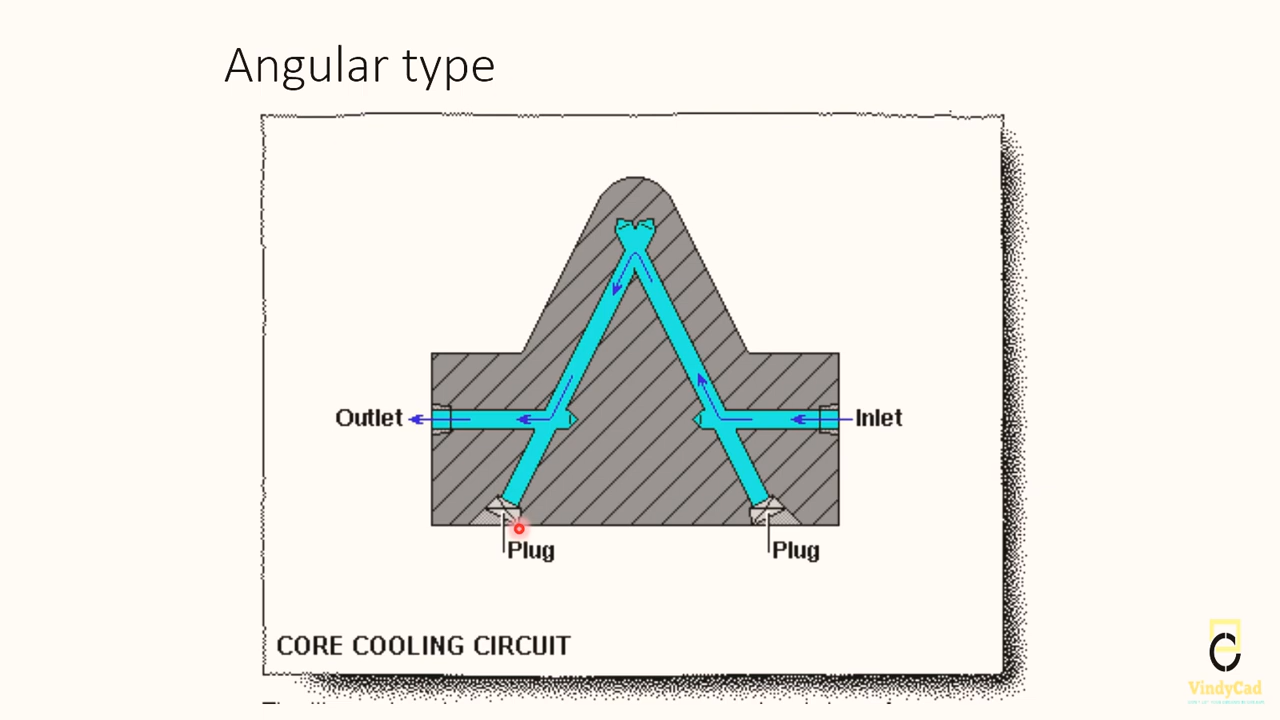 Angular type
Outlet
Inlet
Plug
Plug
CORE COOLING CIRCUIT
VindyCad